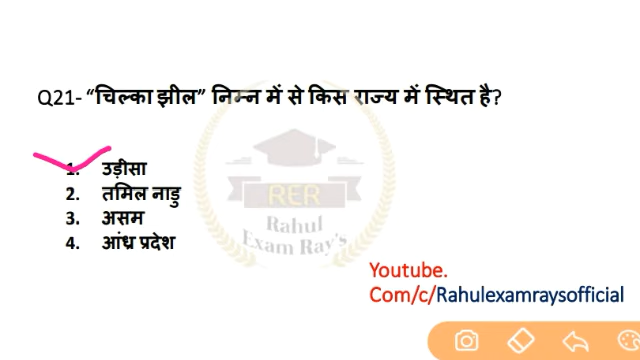 Q21- “चिल्का झील” निम्न में से किस राज्य में स्थित है?
1. उड़ीसा
2. तमिल नाडु
3. असम
4. आंध्र प्रदेश
RER
Rahul
Exam Ray's
Youtube.
Com/c/Rahulexamraysofficial